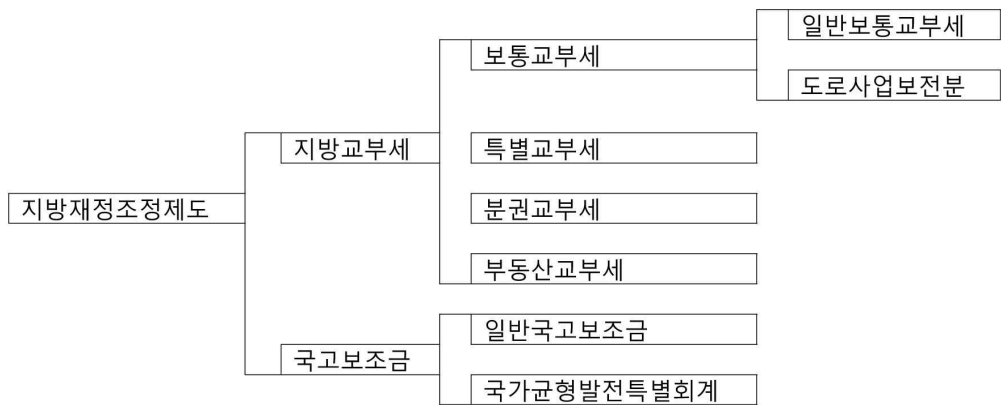 일반보통교부세
보통교부세
도로사업보전분
지방교부세
특별교부세
지방재정조정제도
분권교부세
부동산교부세
일반국고보조금
국고보조금
국가균형발전특별회계